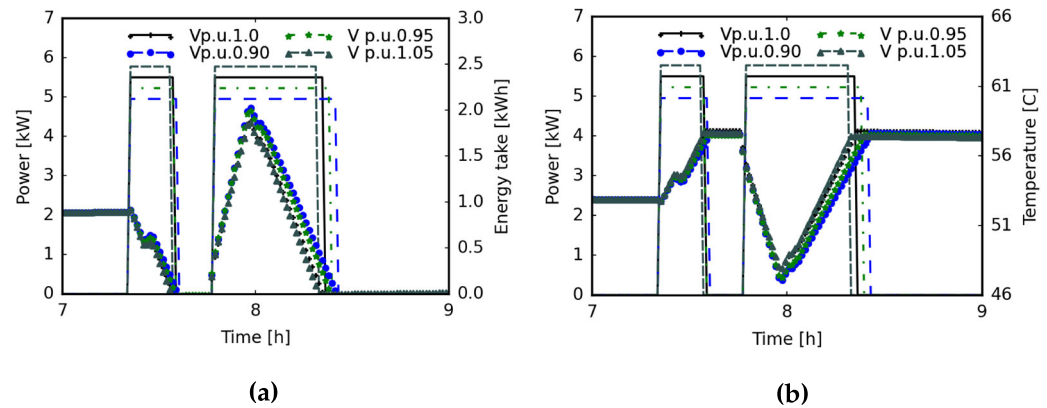 7
6
5
4
3
2
1
0
Power [kW]
Vp.u.1.0
Vp.u.0.90
V p.u.0.95
V p.u.1.05
3.0
2.5
2.0
1.5
1.0
0.5
0.0
Energy take [kWh]
7 8 9
Time [h]
(a)
7
6
5
4
3
2
1
0
Power [kW]
Vp.u.1.0
Vp.u.0.90
V p.u.0.95
V p.u.1.05
66
61
56
51
46
Temperature [C]
7 8 9
Time [h]
(b)